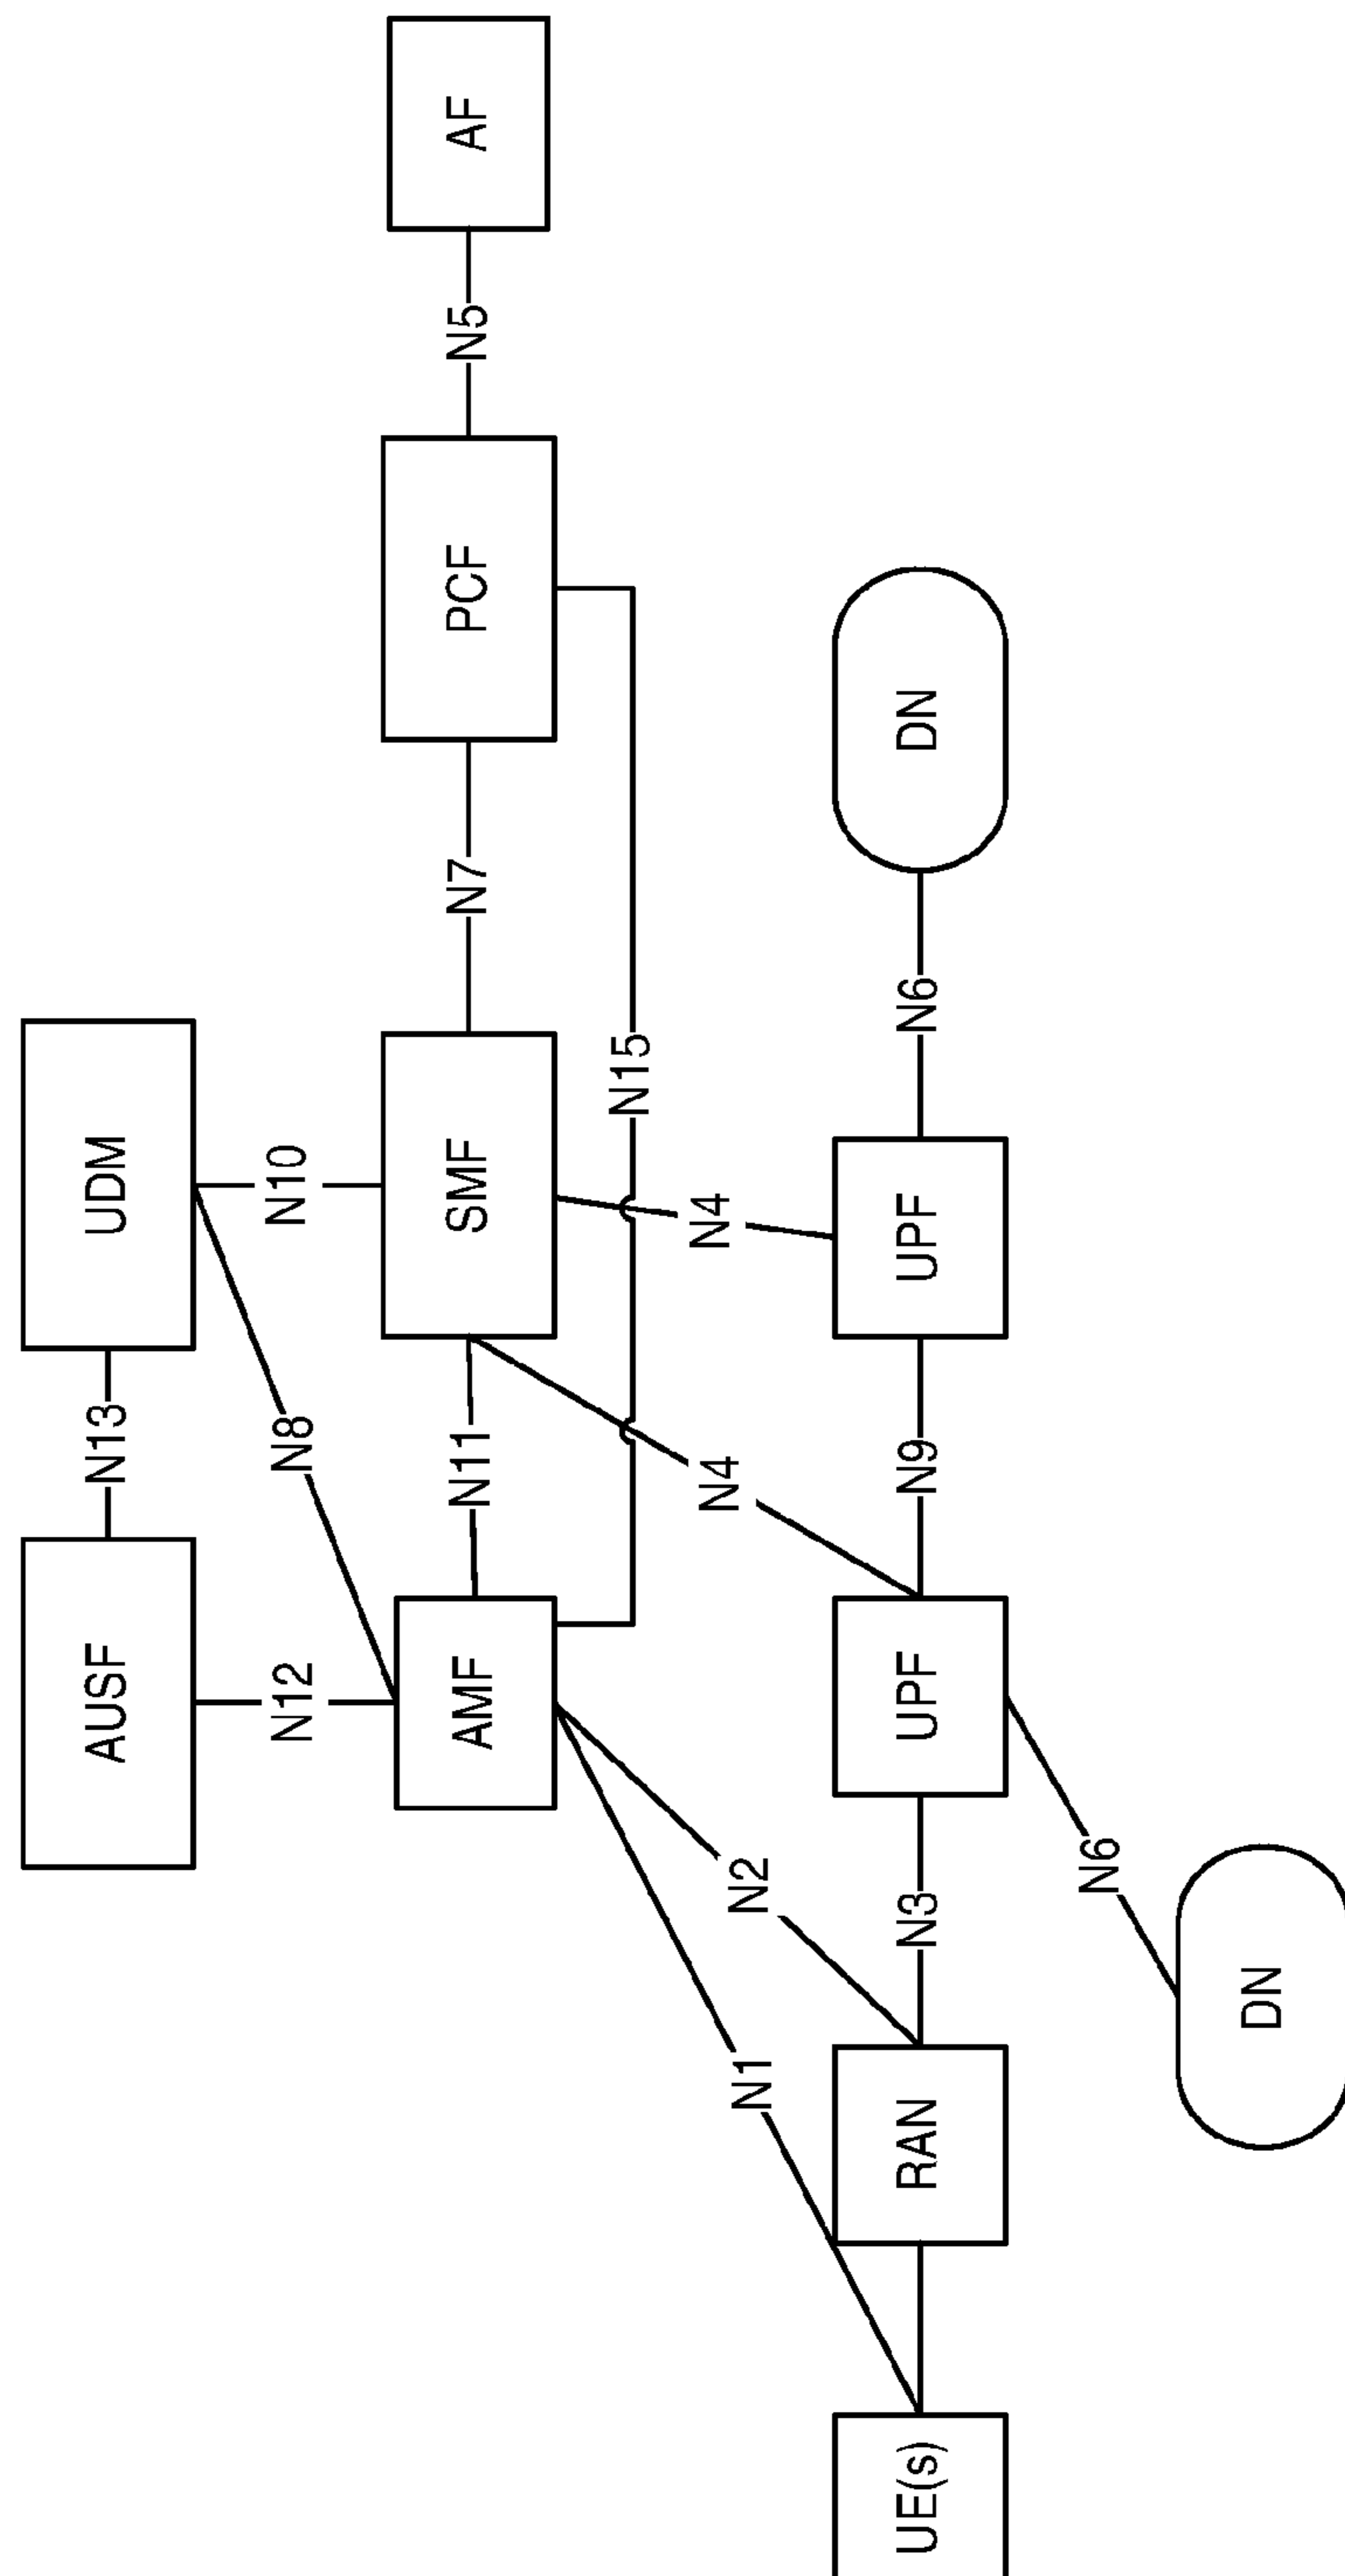 AUSF
N13
UDM
N12
N8
N10
AMF
N11
SMF
N7
PCF
N5
AF
N15
N1
N2
N4
N4
UE(s)
RAN
N3
UPF
N9
UPF
N6
DN
N6
DN